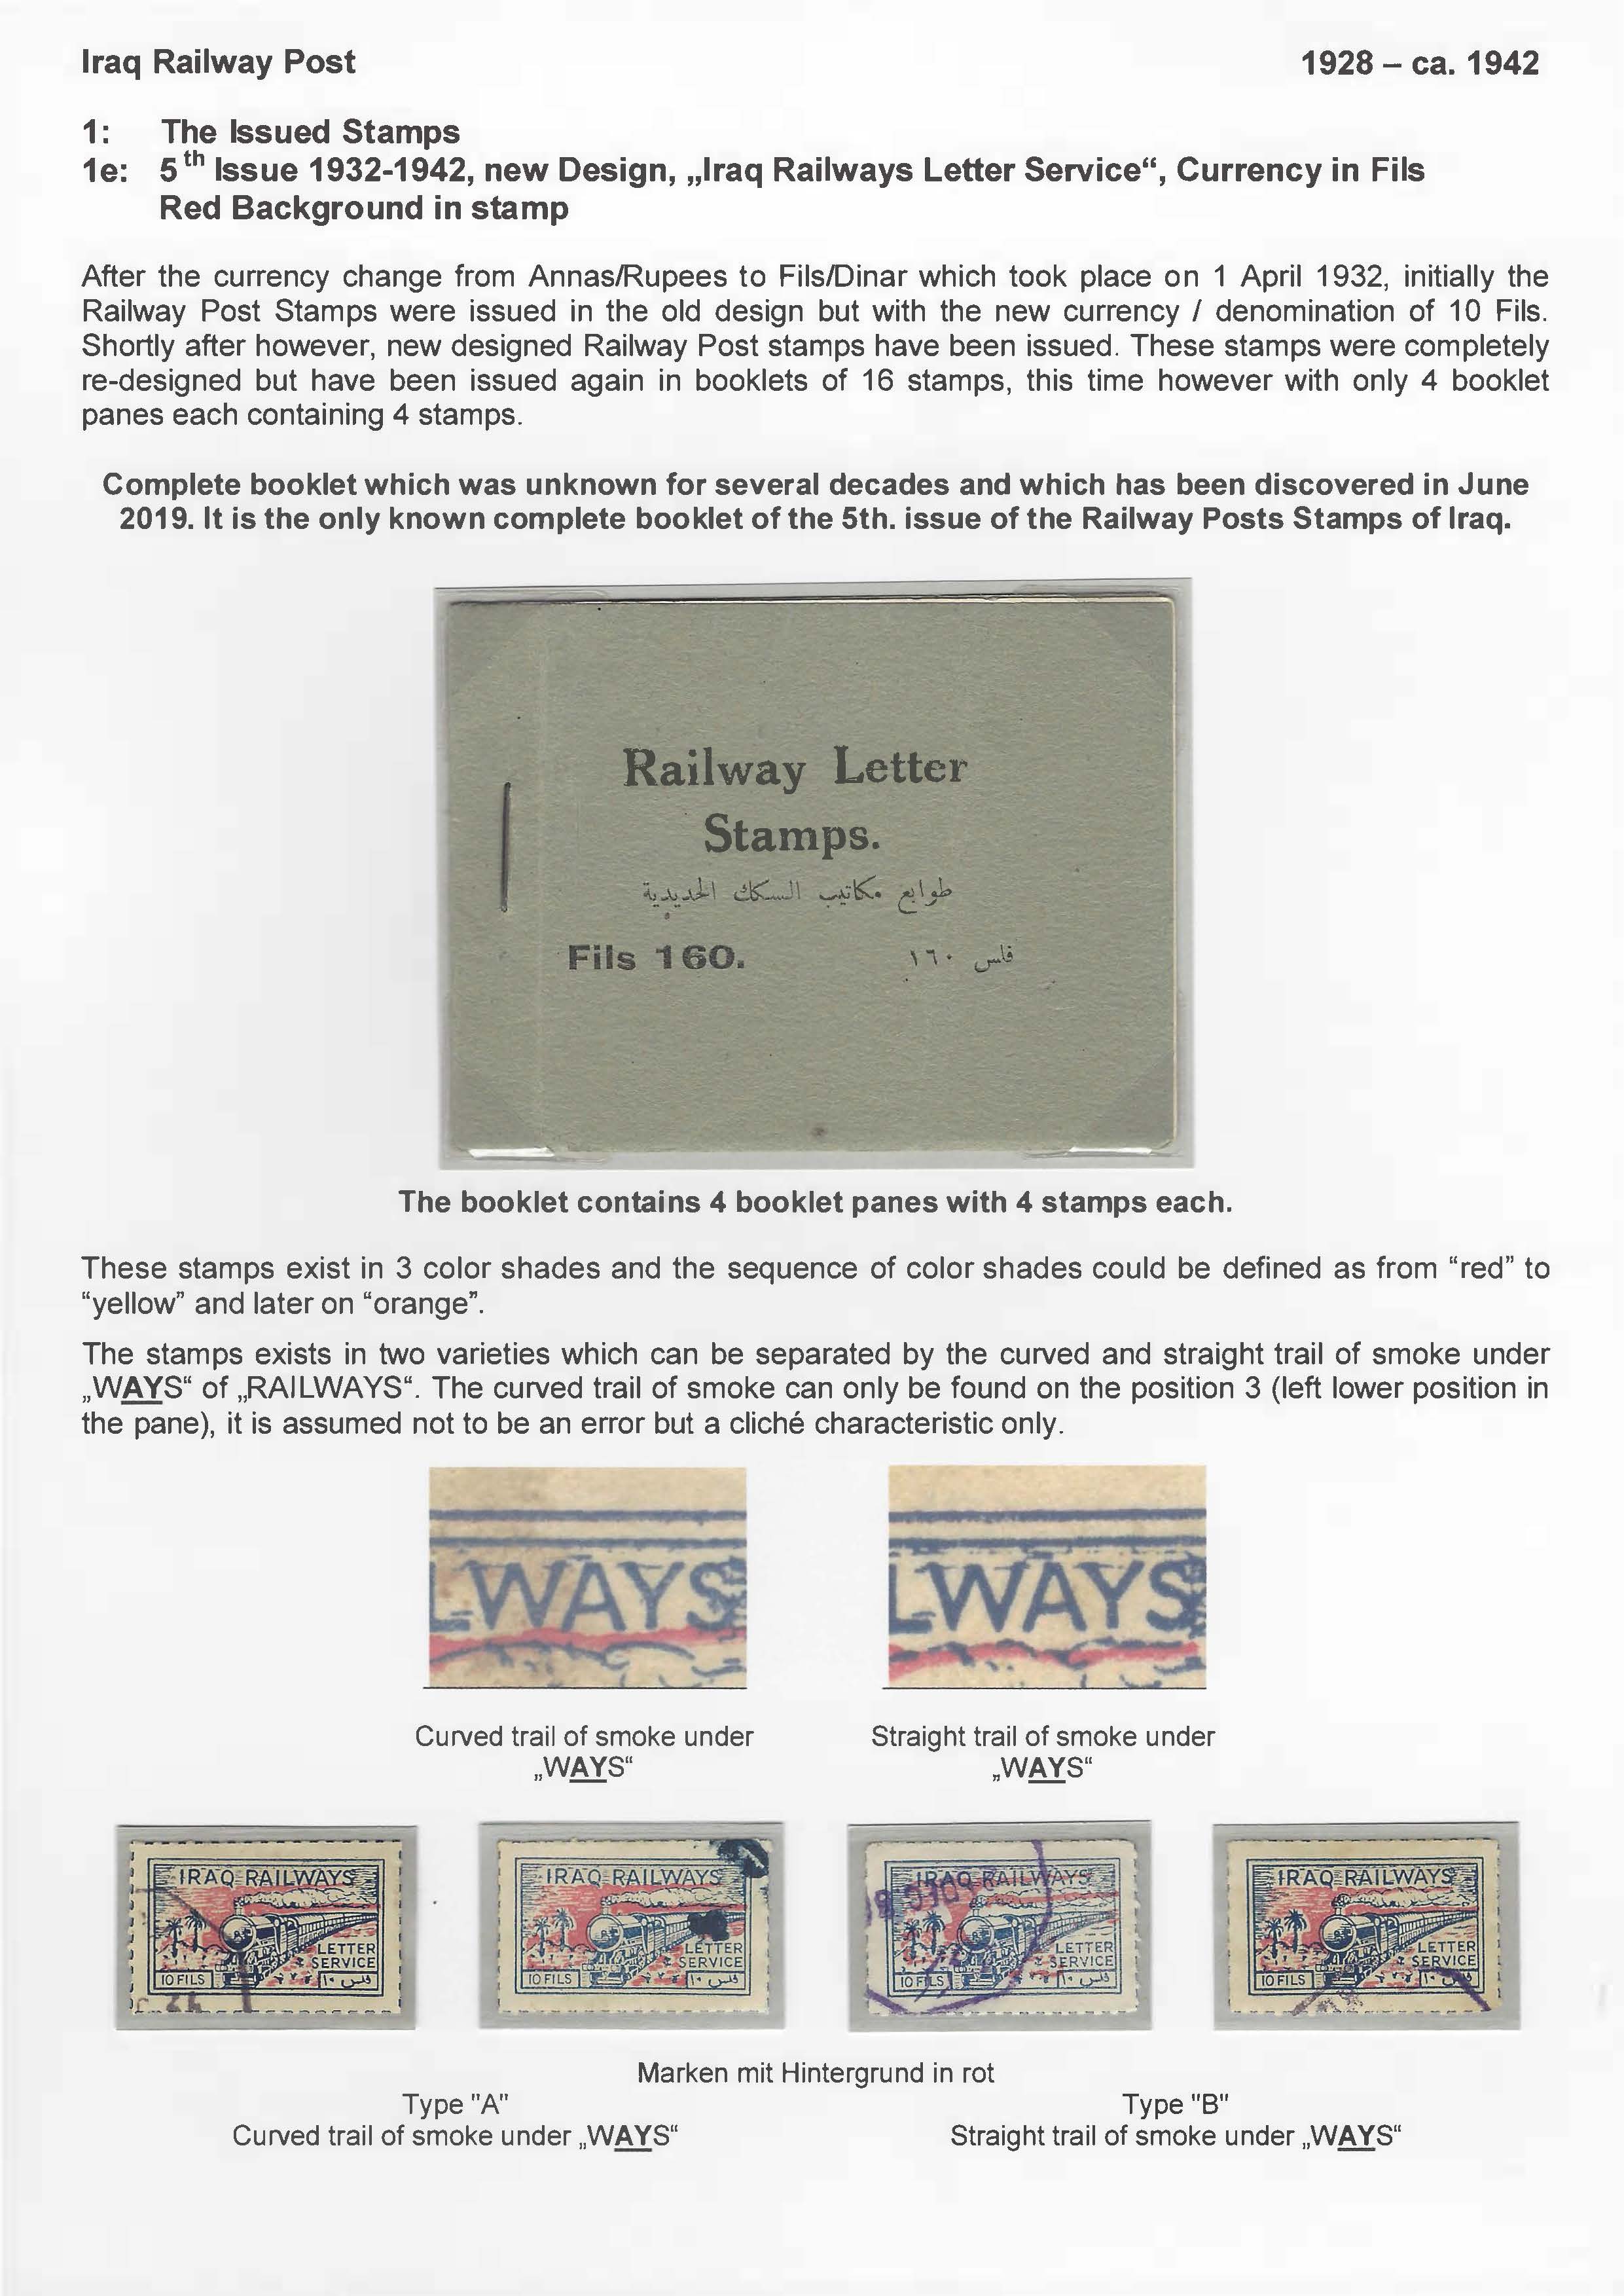 Iraq Railway Post 1928 – ca. 1942
1: The Issued Stamps
1e: 5th Issue 1932-1942, new Design, „Iraq Railways Letter Service“, Currency in Fils
Red Background in stamp
After the currency change from Annas/Rupees to Fils/Dinar which took place on 1 April 1932, initially the
Railway Post Stamps were issued in the old design but with the new currency / denomination of 10 Fils.
Shortly after however, new designed Railway Post stamps have been issued. These stamps were completely
re-designed but have been issued again in booklets of 16 stamps, this time however with only 4 booklet
panes each containing 4 stamps.
Complete booklet which was unknown for several decades and which has been discovered in June
2019. It is the only known complete booklet of the 5th. issue of the Railway Posts Stamps of Iraq.
Railway Letter
Stamps.
طوابع مكاتيب السكك الحديدية
Fils 160. فلس ١٦٠
The booklet contains 4 booklet panes with 4 stamps each.
These stamps exist in 3 color shades and the sequence of color shades could be defined as from “red” to
“yellow” and later on “orange”.
The stamps exists in two varieties which can be separated by the curved and straight trail of smoke under
„WAYS“ of „RAILWAYS“. The curved trail of smoke can only be found on the position 3 (left lower position in
the pane), it is assumed not to be an error but a cliché characteristic only.
LWAYS LWAYS
Curved trail of smoke under Straight trail of smoke under
„WAYS“ „WAYS“
IRAQ RAILWAYS IRAQ RAILWAYS IRAQ RAILWAYS IRAQ RAILWAYS
LETTER LETTER LETTER LETTER
SERVICE SERVICE SERVICE SERVICE
10 FILS ١٠ فلس 10 FILS ١٠ فلس 10 FILS ١٠ فلس 10 FILS ١٠ فلس
Marken mit Hintergrund in rot
Type "A" Type "B"
Curved trail of smoke under „WAYS“ Straight trail of smoke under „WAYS“